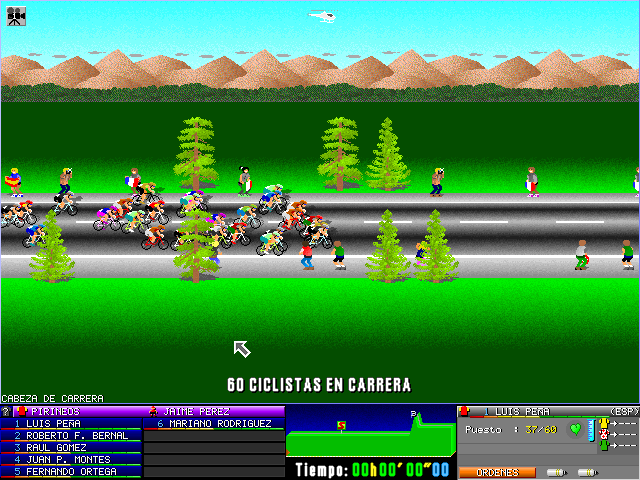 60 CICLISTAS EN CARRERA
CABEZA DE CARRERA
? PIRINEOS
JAIME PEREZ
1 LUIS PEÑA
6 MARIANO RODRIGUEZ
2 ROBERTO F. BERNAL
3 RAUL GOMEZ
4 JUAN P. MONTES
5 FERNANDO ORTEGA
S
B
Tiempo: 00h00'00"00
1 LUIS PEÑA (ESP)
Puesto : 37/60
ORDENES